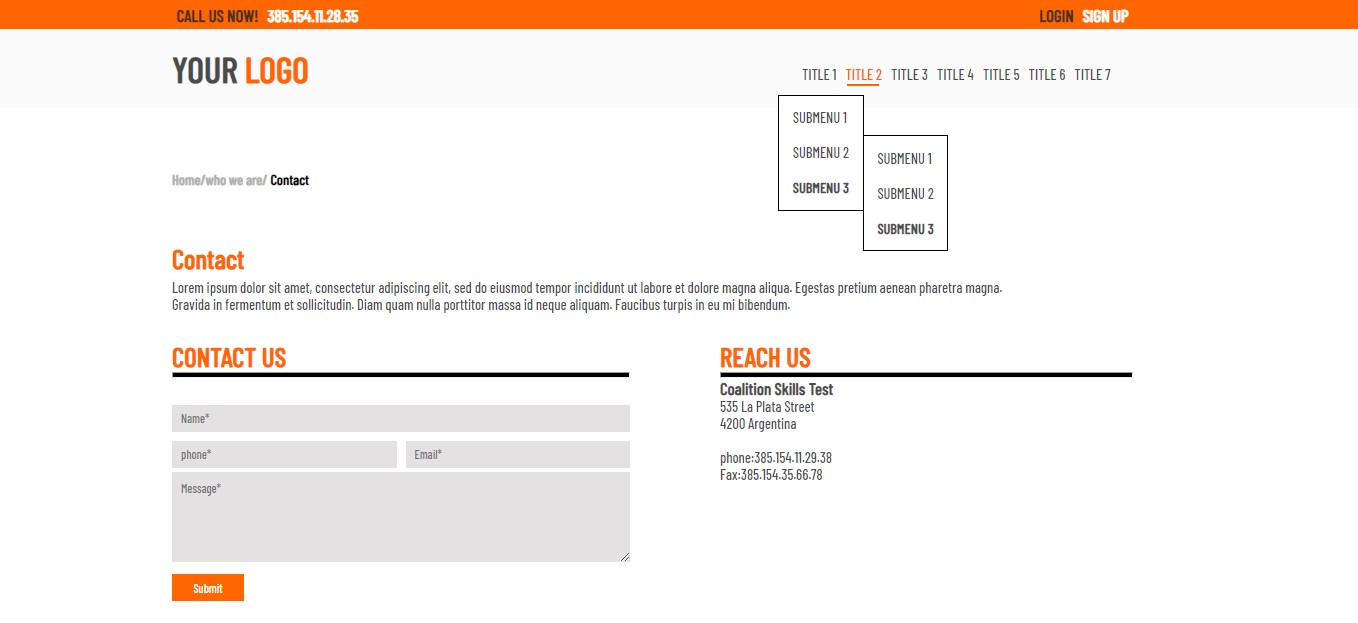 CALL US NOW! 385.154.11.28.35
LOGIN SIGN UP
YOUR LOGO
TITLE 1 TITLE 2 TITLE 3 TITLE 4 TITLE 5 TITLE 6 TITLE 7
SUBMENU 1
SUBMENU 2
SUBMENU 3
SUBMENU 1
SUBMENU 2
SUBMENU 3
Home/who we are/ Contact
Contact
Lorem ipsum dolor sit amet, consectetur adipiscing elit, sed do eiusmod tempor incididunt ut labore et dolore magna aliqua. Egestas pretium aenean pharetra magna.
Gravida in fermentum et sollicitudin. Diam quam nulla porttitor massa id neque aliquam. Faucibus turpis in eu mi bibendum.
CONTACT US
Name*
phone*
Email*
Message*
Submit
REACH US
Coalition Skills Test
535 La Plata Street
4200 Argentina
phone:385.154.11.29.38
Fax:385.154.35.66.78